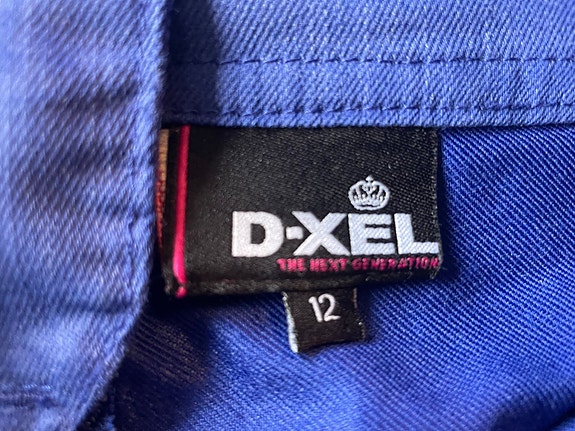 D-XEL
THE NEXT GENERATION
12